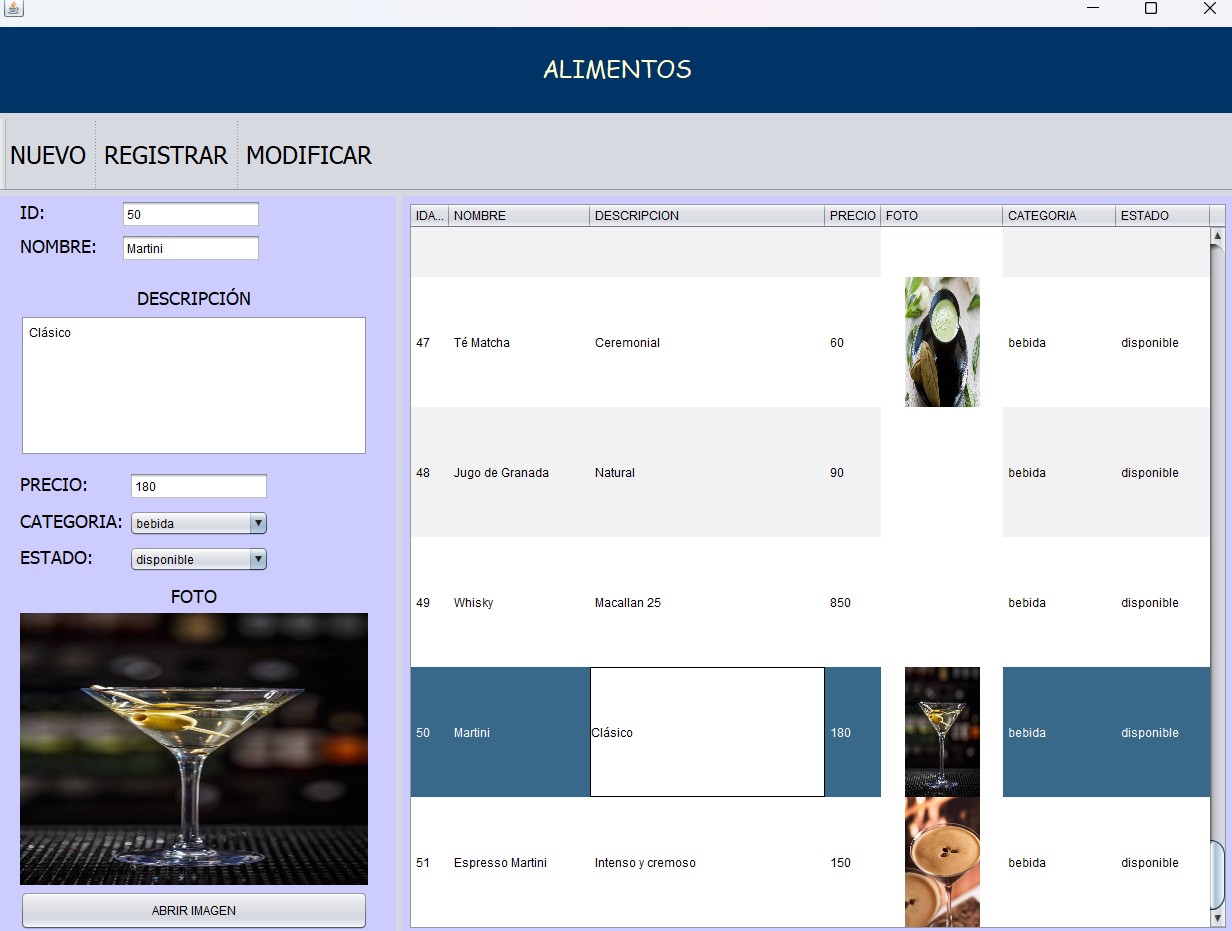 ALIMENTOS
NUEVO REGISTRAR MODIFICAR
ID: 50
NOMBRE: Martini
DESCRIPCIÓN
Clásico
PRECIO: 180
CATEGORIA: bebida
ESTADO: disponible
FOTO
ABRIR IMAGEN
IDA... NOMBRE DESCRIPCION PRECIO FOTO CATEGORIA ESTADO
47 Té Matcha Ceremonial 60 bebida disponible
48 Jugo de Granada Natural 90 bebida disponible
49 Whisky Macallan 25 850 bebida disponible
50 Martini Clásico 180 bebida disponible
51 Espresso Martini Intenso y cremoso 150 bebida disponible